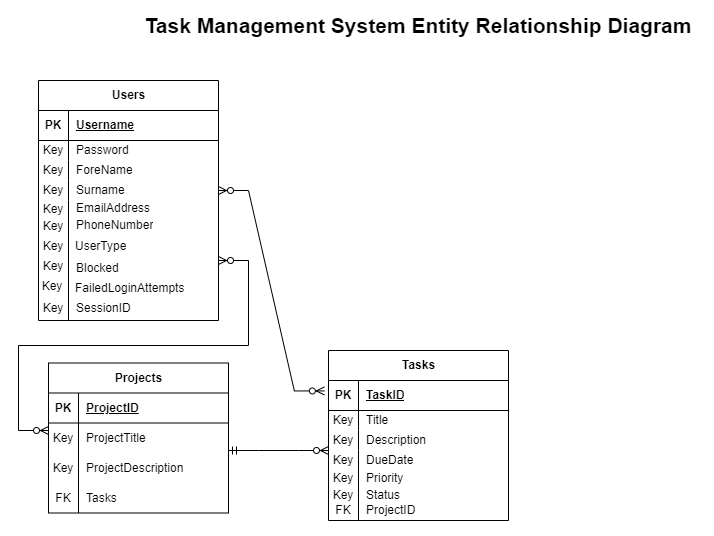 Task Management System Entity Relationship Diagram
Users
PK Username
Key Password
Key ForeName
Key Surname
Key EmailAddress
Key PhoneNumber
Key UserType
Key Blocked
Key FailedLoginAttempts
Key SessionID
Projects
PK ProjectID
Key ProjectTitle
Key ProjectDescription
FK Tasks
Tasks
PK TaskID
Key Title
Key Description
Key DueDate
Key Priority
Key Status
FK ProjectID